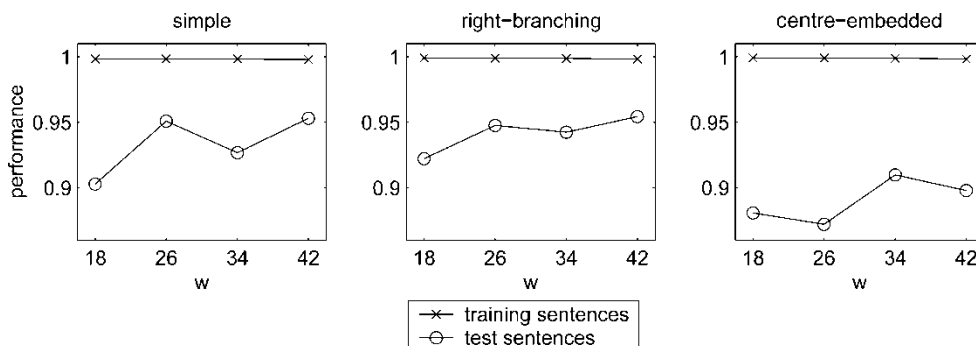 simple
right-branching
centre-embedded
performance
1
0.95
0.9
18 26 34 42
w
1
0.95
0.9
18 26 34 42
w
1
0.95
0.9
18 26 34 42
w
training sentences
test sentences